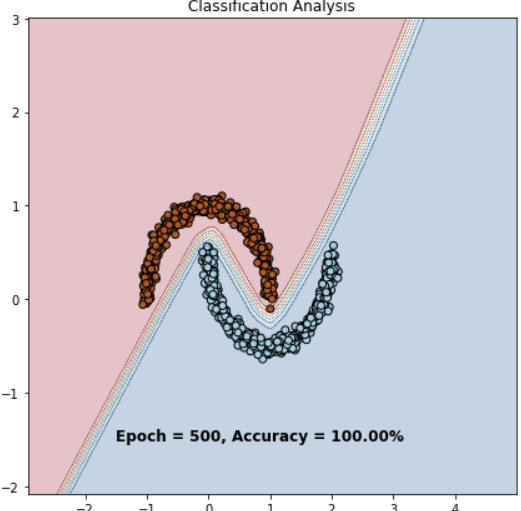 Classification Analysis
3
2
1
0
−1
Epoch = 500, Accuracy = 100.00%
−2
−2 −1 0 1 2 3 4